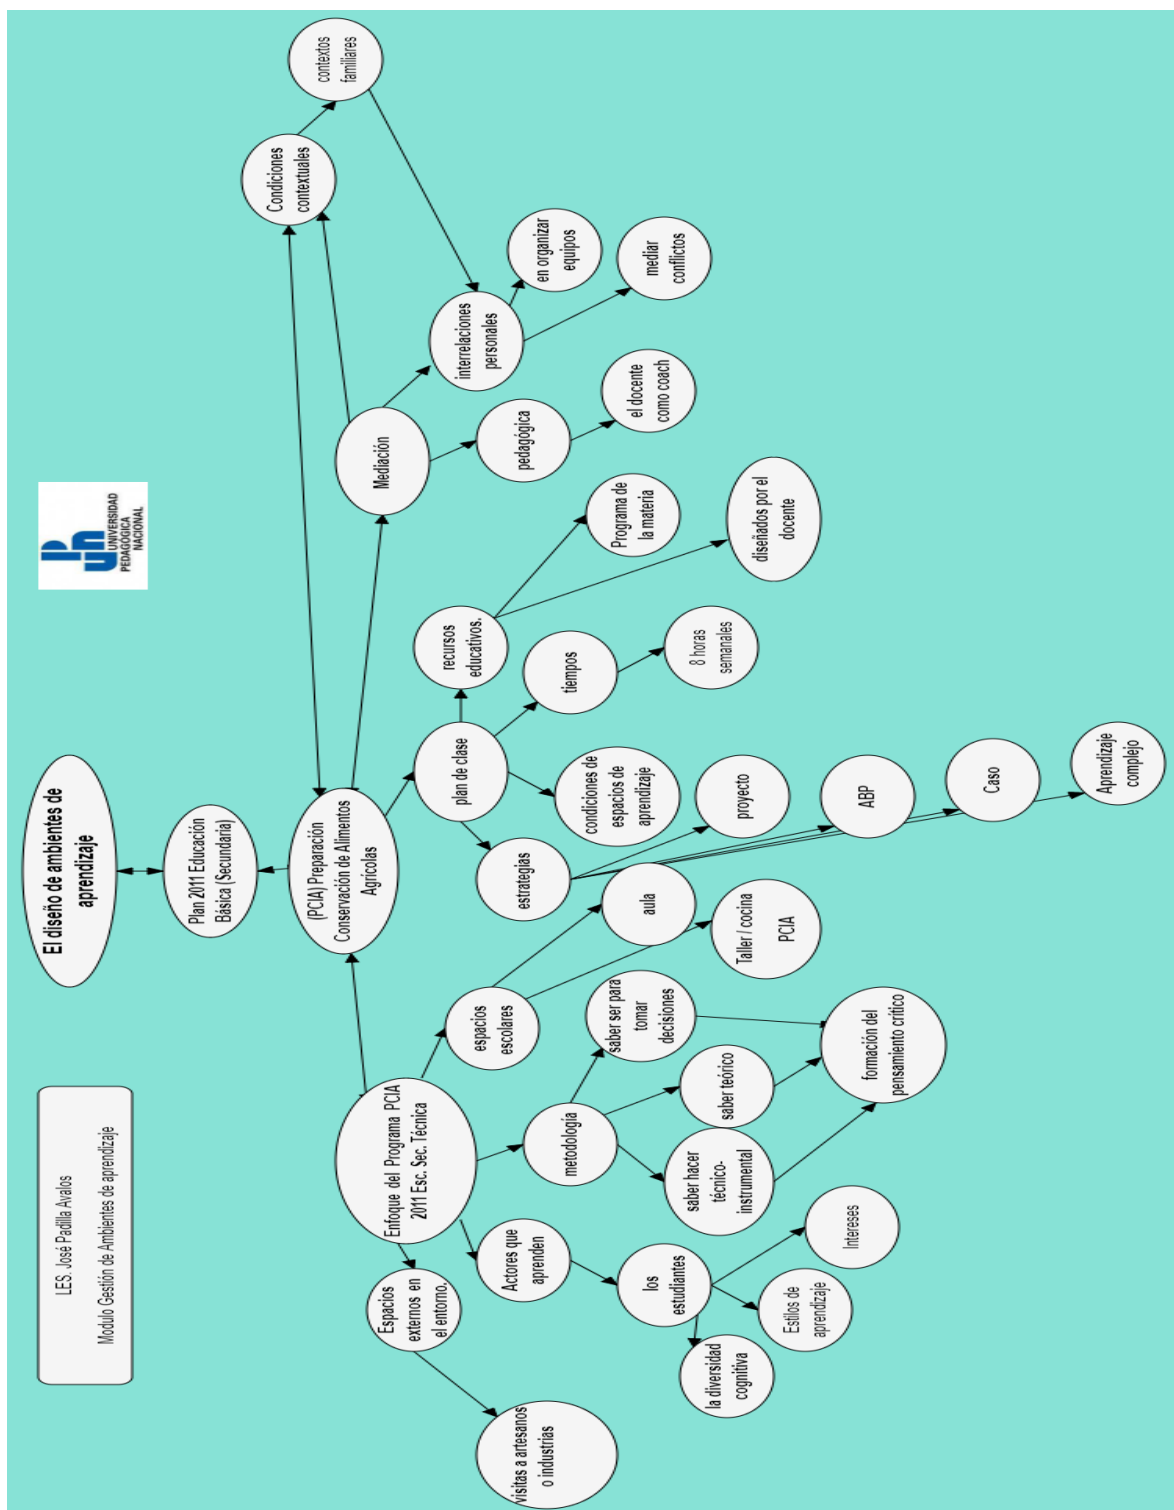 LES. José Padilla Avalos
Modulo Gestión de Ambientes de aprendizaje
El diseño de ambientes de
aprendizaje
UNIVERSIDAD
PEDAGÓGICA
NACIONAL
Plan 2011 Educación
Básica (Secundaria)
(PCIA) Preparación
Conservación de Alimentos
Agrícolas
Condiciones
contextuales
contextos
familiares
Enfoque del Programa PCIA
2011 Esc. Sec. Técnica
Mediación
Espacios
externos en
el entorno.
plan de clase
interrelaciones
personales
visitas a artesanos
o industrias
Actores que
aprenden
metodología
espacios
escolares
estrategias
condiciones de
espacios de
aprendizaje
tiempos
recursos
educativos.
pedagógica
en organizar
equipos
los
estudiantes
saber hacer
técnico-
instrumental
saber teórico
saber ser para
tomar
decisiones
aula
Taller / cocina
PCIA
proyecto
ABP
Caso
Aprendizaje
complejo
8 horas
semanales
Programa de
la materia
diseñados por el
docente
el docente
como coach
mediar
conflictos
la diversidad
cognitiva
Estilos de
aprendizaje
Intereses
formación del
pensamiento crítico